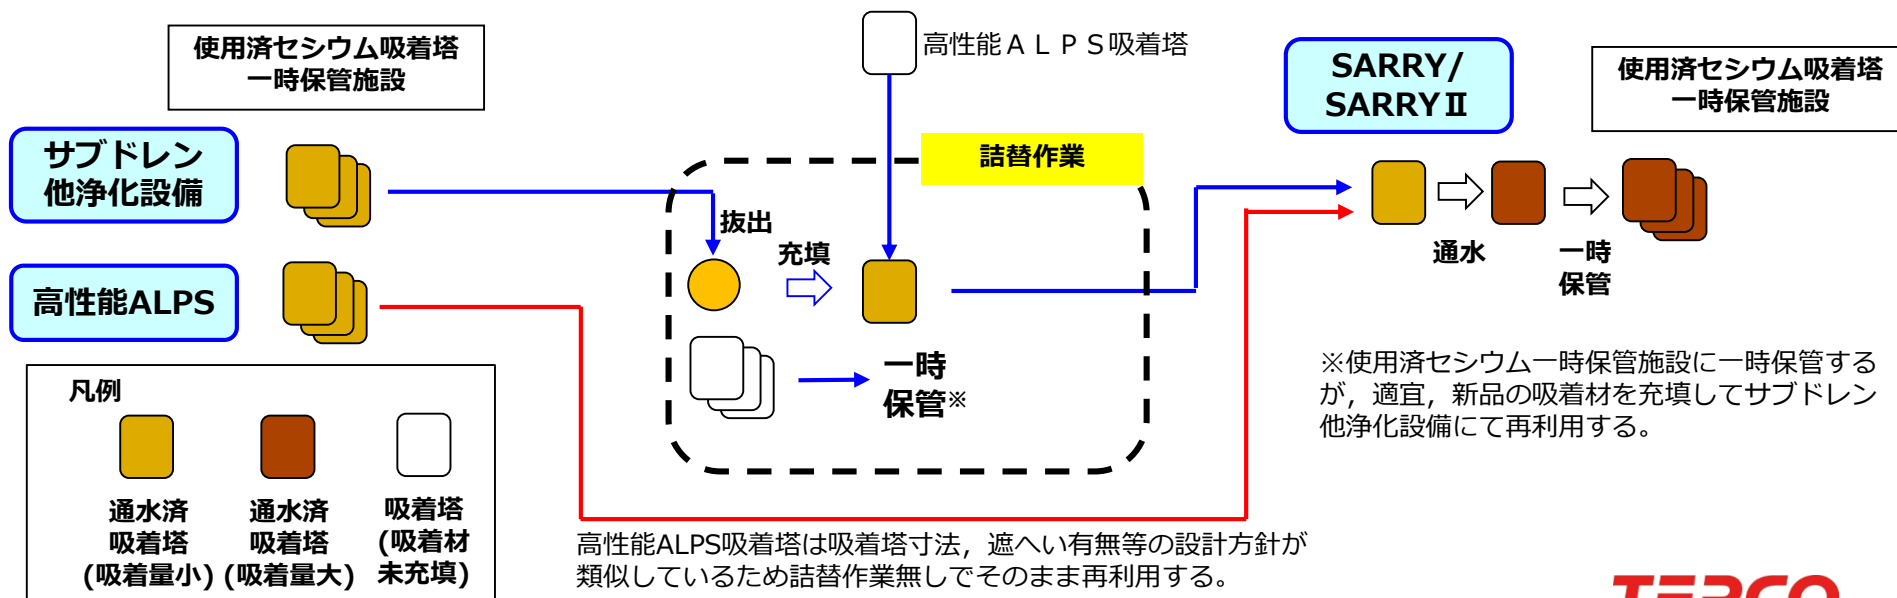 使用済セシウム吸着塔
一時保管施設
高性能ＡＬＰＳ吸着塔
SARRY/
SARRYⅡ
使用済セシウム吸着塔
一時保管施設
サブドレン
他浄化設備
詰替作業
抜出
充填
通水
一時
保管
高性能ALPS
一時
保管※
※使用済セシウム一時保管施設に一時保管する
が，適宜，新品の吸着材を充填してサブドレン
他浄化設備にて再利用する。
凡例
通水済
吸着塔
(吸着量小)
通水済
吸着塔
(吸着量大)
吸着塔
(吸着材
未充填)
高性能ALPS吸着塔は吸着塔寸法，遮へい有無等の設計方針が
類似しているため詰替作業無しでそのまま再利用する。
TEPCO